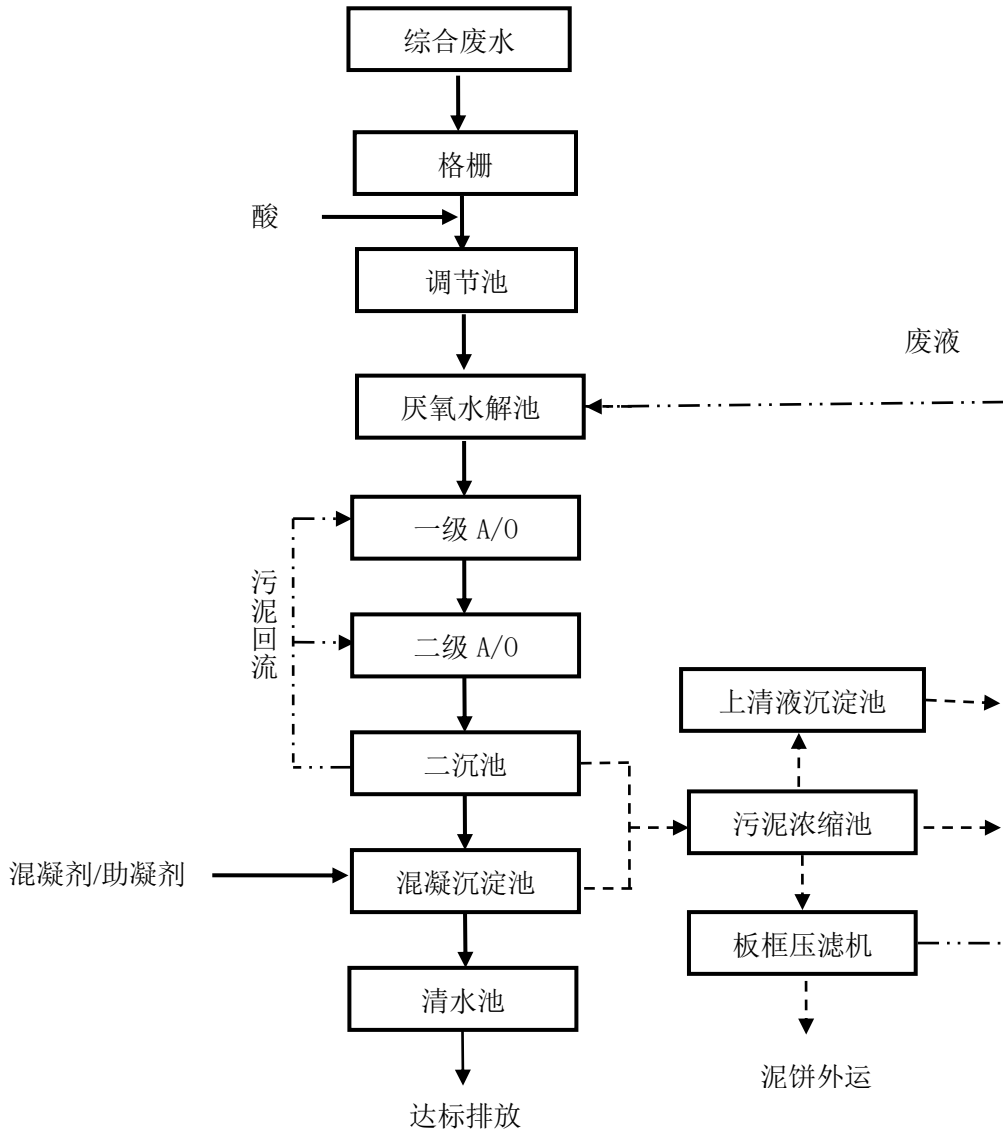 综合废水
格栅
酸
调节池
废液
厌氧水解池
一级 A/O
污泥回流
二级 A/O
上清液沉淀池
二沉池
污泥浓缩池
混凝剂/助凝剂
混凝沉淀池
板框压滤机
清水池
泥饼外运
达标排放